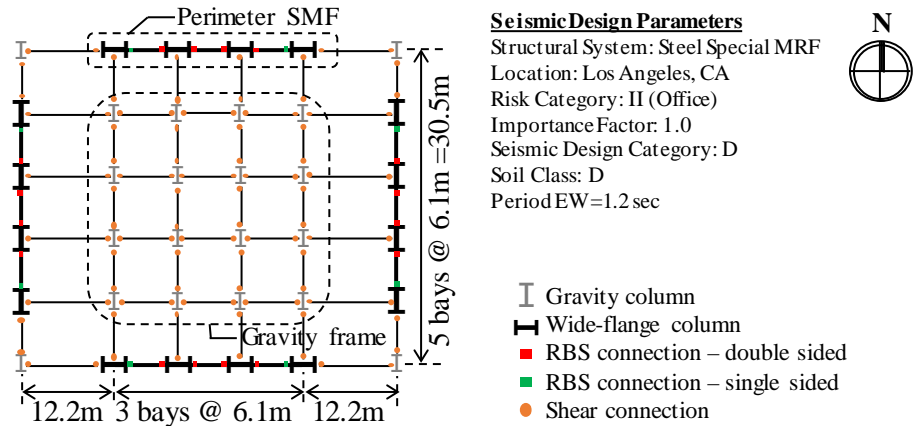 Perimeter SMF
Gravity frame
5 bays @ 6.1m =30.5m
12.2m 3 bays @ 6.1m 12.2m
Seismic Design Parameters
Structural System: Steel Special MRF
Location: Los Angeles, CA
Risk Category: II (Office)
Importance Factor: 1.0
Seismic Design Category: D
Soil Class: D
Period EW=1.2 sec
N
Gravity column
Wide-flange column
RBS connection – double sided
RBS connection – single sided
Shear connection